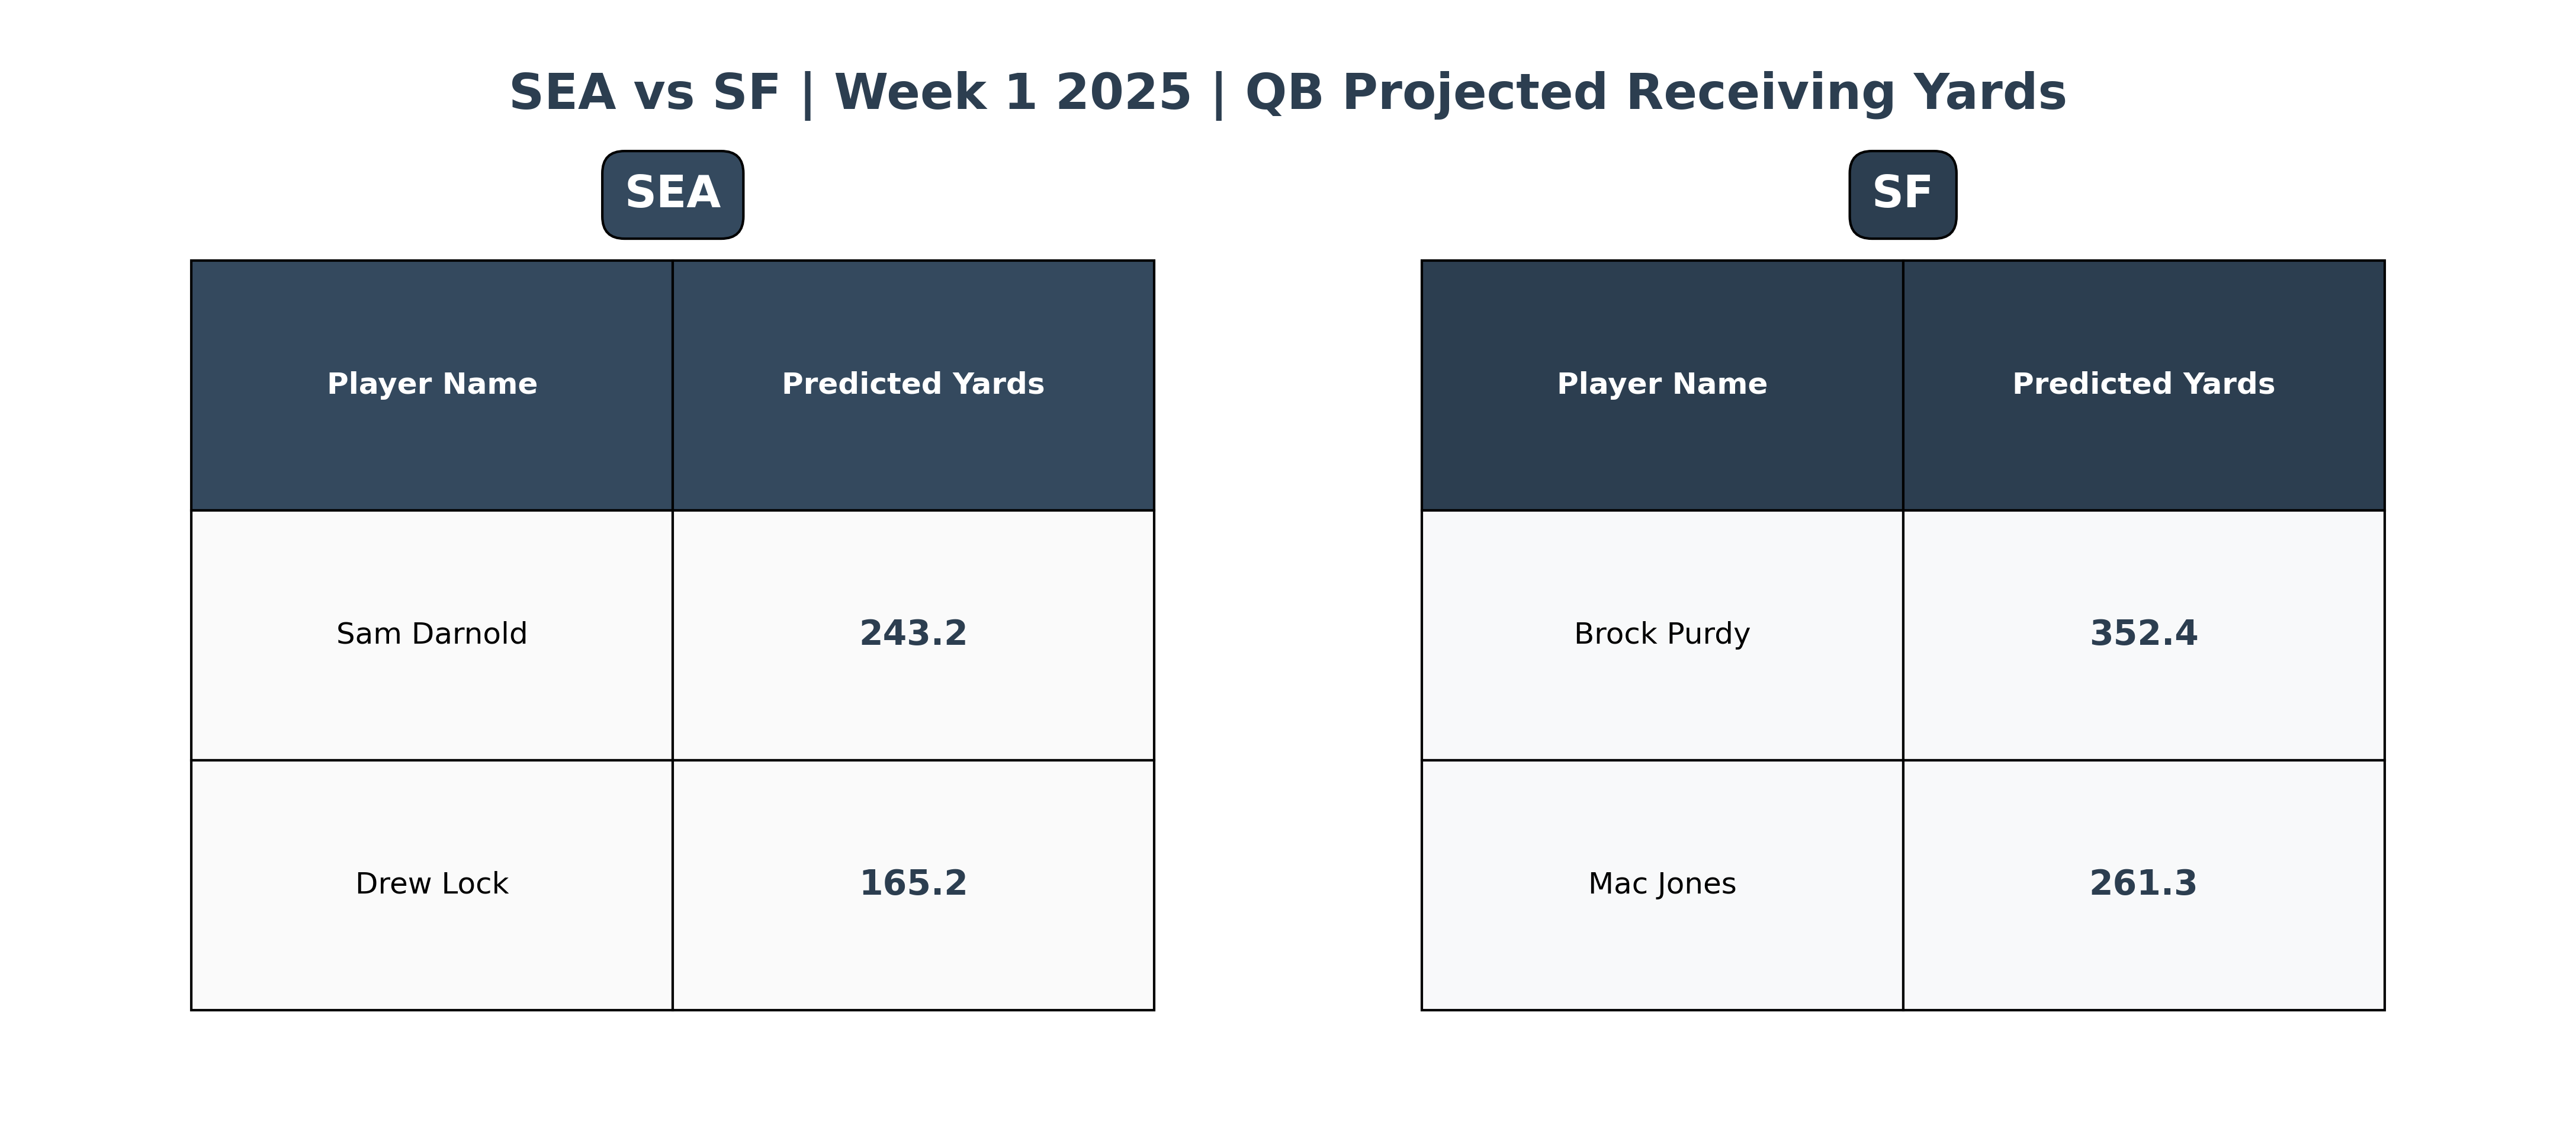 SEA vs SF | Week 1 2025 | QB Projected Receiving Yards
SEA
Player Name Predicted Yards
Sam Darnold 243.2
Drew Lock 165.2
SF
Player Name Predicted Yards
Brock Purdy 352.4
Mac Jones 261.3